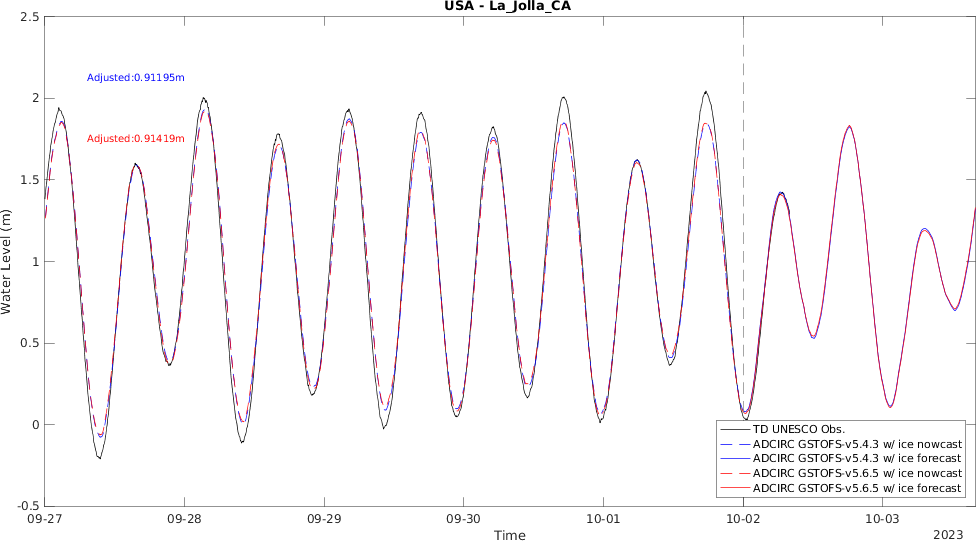 USA - La_Jolla_CA
2.5
2
1.5
1
0.5
0
-0.5
Water Level (m)
Adjusted:0.91195m
Adjusted:0.91419m
TD UNESCO Obs.
ADCIRC GSTOFS-v5.4.3 w/ ice nowcast
ADCIRC GSTOFS-v5.4.3 w/ ice forecast
ADCIRC GSTOFS-v5.6.5 w/ ice nowcast
ADCIRC GSTOFS-v5.6.5 w/ ice forecast
09-27 09-28 09-29 09-30 10-01 10-02 10-03
Time
2023